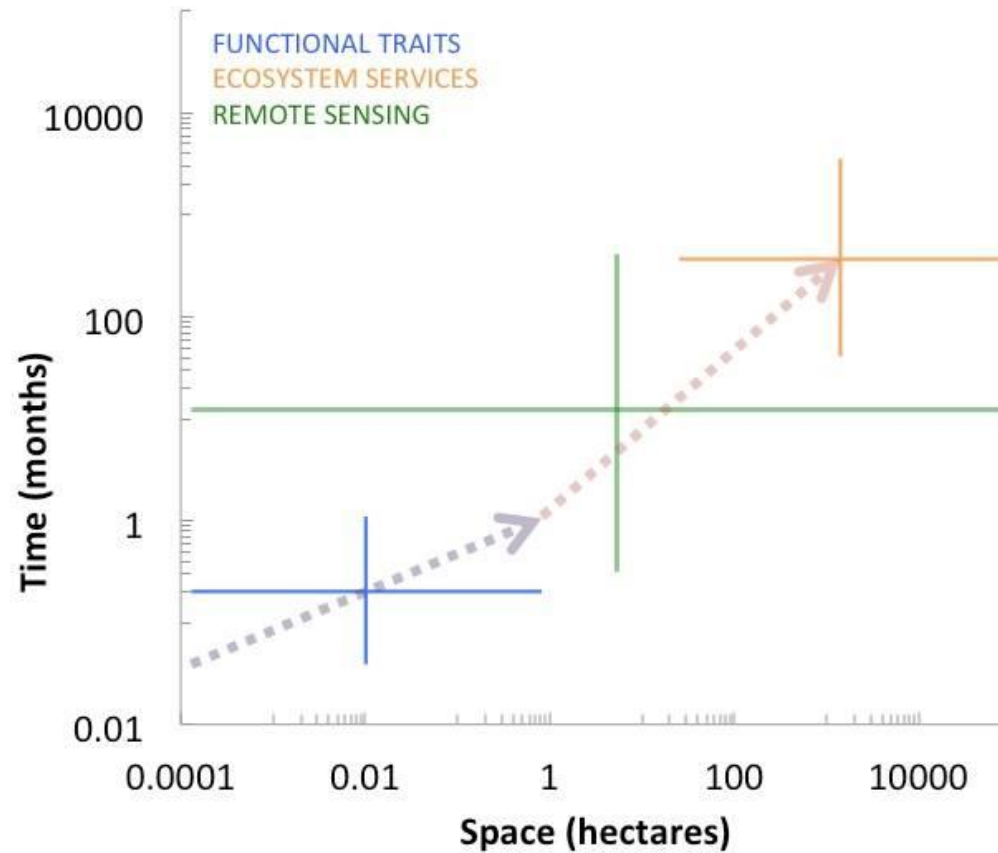 FUNCTIONAL TRAITS
ECOSYSTEM SERVICES
REMOTE SENSING
10000
100
1
0.01
Time (months)
0.0001 0.01 1 100 10000
Space (hectares)